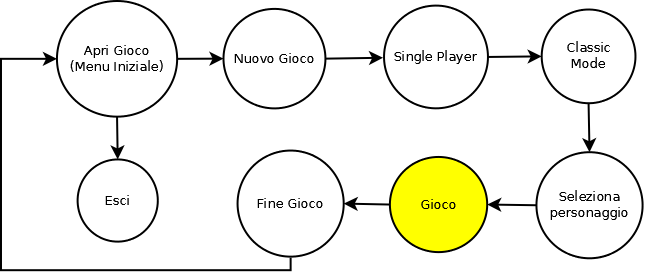 Apri Gioco
(Menu Iniziale)
Nuovo Gioco
Single Player
Classic
Mode
Esci
Fine Gioco
Gioco
Seleziona
personaggio